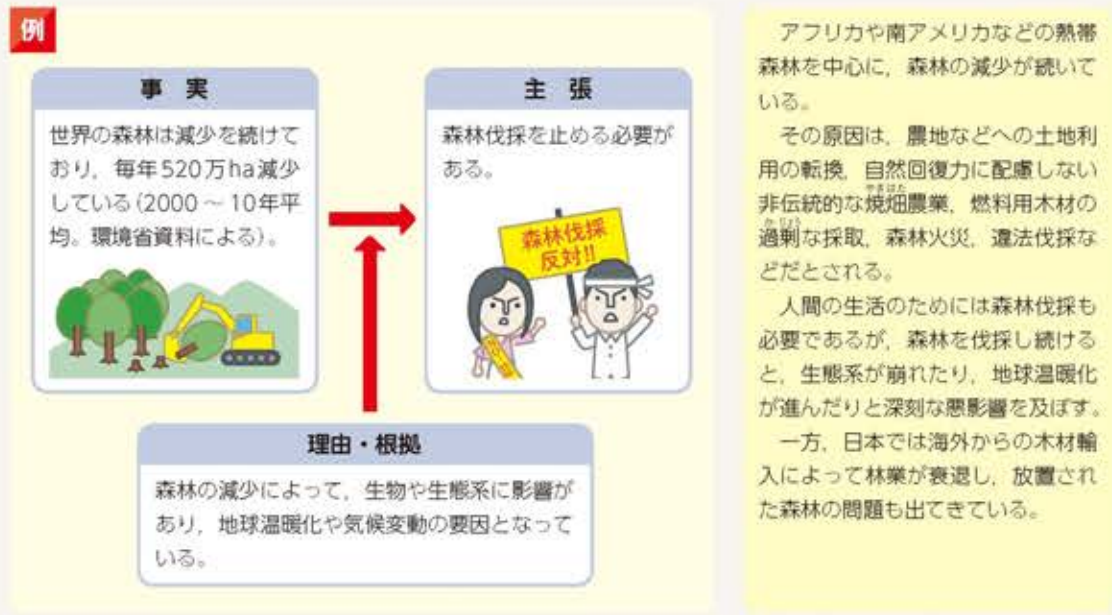 例
事 実
世界の森林は減少を続けて
おり，毎年520万ha減少
している(2000 〜 10年平
均。環境省資料による)。
主 張
森林伐採を止める必要が
ある。
森林伐採
反対!!
理由・根拠
森林の減少によって，生物や生態系に影響が
あり，地球温暖化や気候変動の要因となって
いる。
アフリカや南アメリカなどの熱帯
森林を中心に，森林の減少が続いて
いる。
その原因は，農地などへの土地利
用の転換，自然回復力に配慮しない
やきはた
非伝統的な焼畑農業，燃料用木材の
かじょう
過剰な採取，森林火災，違法伐採な
どだとされる。
人間の生活のためには森林伐採も
必要であるが，森林を伐採し続ける
と，生態系が崩れたり，地球温暖化
が進んだりと深刻な悪影響を及ぼす。
一方，日本では海外からの木材輸
入によって林業が衰退し，放置され
た森林の問題も出てきている。